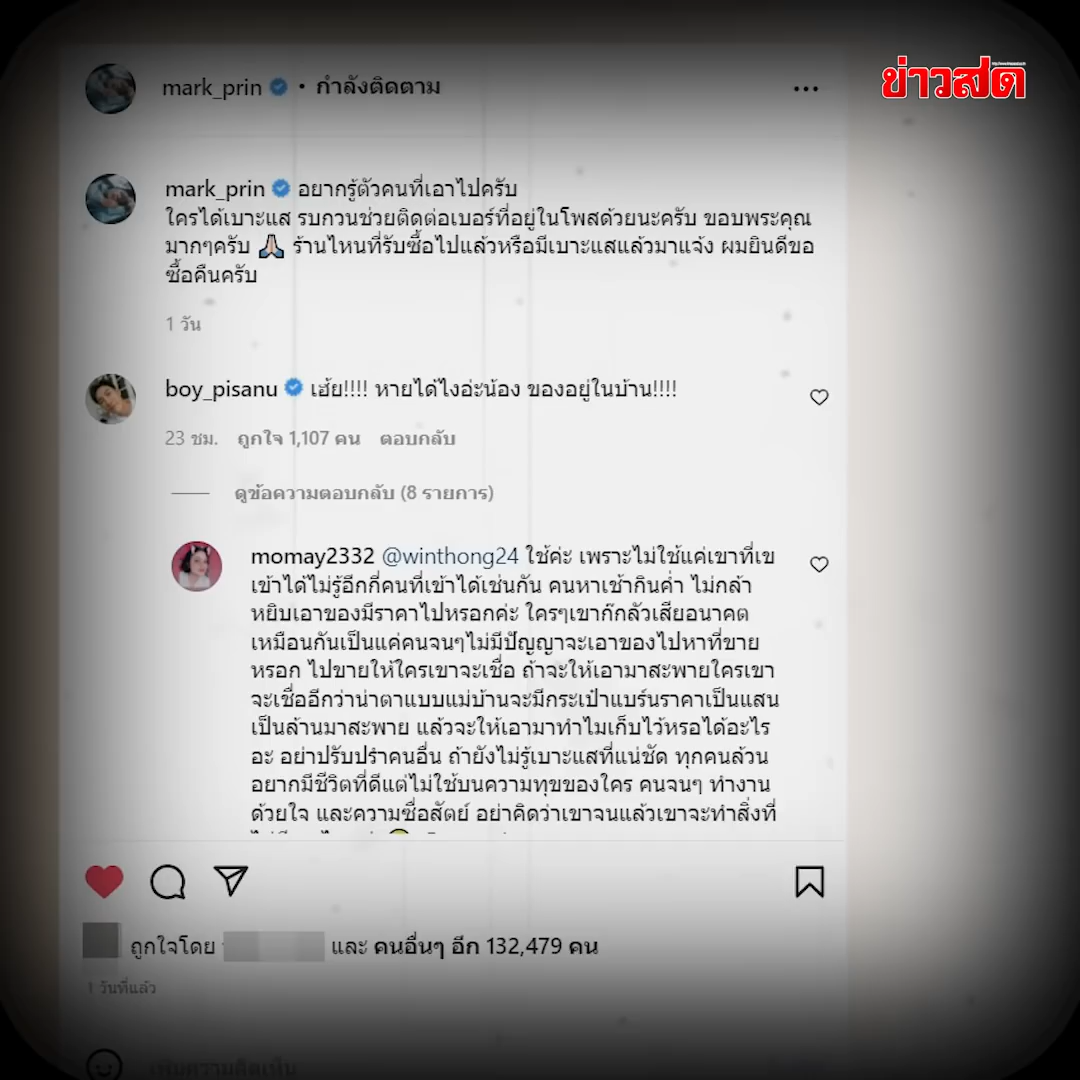 ข่าวสด
mark_prin • กำลังติดตาม
mark_prin อยากรู้ตัวคนที่เอาไปครับ
ใครได้เบาะแส รบกวนช่วยติดต่อเบอร์ที่อยู่ในโพสด้วยนะครับ ขอบพระคุณ
มากๆครับ 🙏🏻 ร้านไหนที่รับซื้อไปแล้วหรือมีเบาะแสแล้วมาแจ้ง ผมยินดีขอ
ซื้อคืนครับ
1 วัน
boy_pisanu เฮ้ย!!!! หายได้ไงอ่ะน้อง ของอยู่ในบ้าน!!!!
23 ชม. ถูกใจ 1,107 คน ตอบกลับ
ดูข้อความตอบกลับ (8 รายการ)
momay2332 @winthong24 ใช้ค่ะ เพราะไม่ใช้แค่เขาที่เข
เข้าได้ไม่รู้อีกกี่คนที่เข้าได้เช่นกัน คนหาเช้ากินค่ำ ไม่กล้า
หยิบเอาของมีราคาไปหรอกค่ะ ใครๆเขาก๊กลัวเสียอนาคต
เหมือนกันเป็นแค่คนจนๆไม่มีปัญญาจะเอาของไปหาที่ขาย
หรอก ไปขายให้ใครเขาจะเชื่อ ถ้าจะให้เอามาสะพายใครเขา
จะเชื่ออีกว่าน่าตาแบบแม่บ้านจะมีกระเป๋าแบร์นราคาเป็นแสน
เป็นล้านมาสะพาย แล้วจะให้เอามาทำไมเก็บไว้หรอได้อะไร
อะ อย่าปรับปรำคนอื่น ถ้ายังไม่รู้เบาะแสที่แน่ชัด ทุกคนล้วน
อยากมีชีวิตที่ดีแต่ไม่ใช้บนความทุขของใคร คนจนๆ ทำงาน
ด้วยใจ และความซื่อสัตย์ อย่าคิดว่าเขาจนแล้วเขาจะทำสิ่งที่
ถูกใจโดย และ คนอื่นๆ อีก 132,479 คน
1 วันที่แล้ว
เพิ่มความคิดเห็น